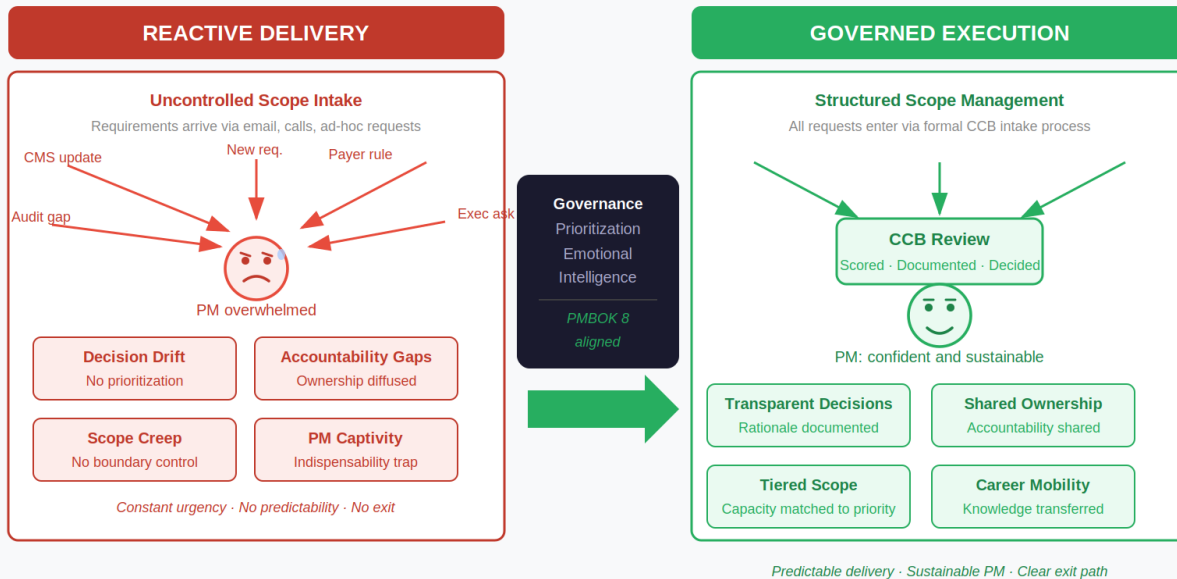 REACTIVE DELIVERY
Uncontrolled Scope Intake
Requirements arrive via email, calls, ad-hoc requests
New req.
CMS update
Payer rule
Audit gap
Exec ask
PM overwhelmed
Decision Drift
No prioritization
Accountability Gaps
Ownership diffused
Scope Creep
No boundary control
PM Captivity
Indispensability trap
Constant urgency · No predictability · No exit
Governance
Prioritization
Emotional
Intelligence
PMBOK 8
aligned
GOVERNED EXECUTION
Structured Scope Management
All requests enter via formal CCB intake process
CCB Review
Scored · Documented · Decided
PM: confident and sustainable
Transparent Decisions
Rationale documented
Shared Ownership
Accountability shared
Tiered Scope
Capacity matched to priority
Career Mobility
Knowledge transferred
Predictable delivery · Sustainable PM · Clear exit path